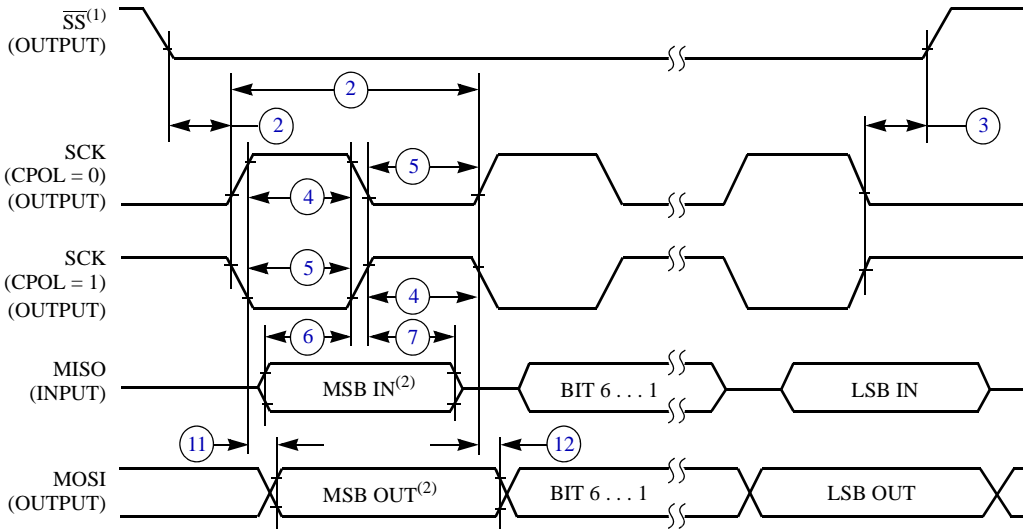 SS(1)
(OUTPUT)
2
2
3
SCK
(CPOL = 0)
(OUTPUT)
5
4
SCK
(CPOL = 1)
(OUTPUT)
5
4
6
7
MISO
(INPUT)
MSB IN(2)
BIT 6 . . . 1
LSB IN
11
12
MOSI
(OUTPUT)
MSB OUT(2)
BIT 6 . . . 1
LSB OUT